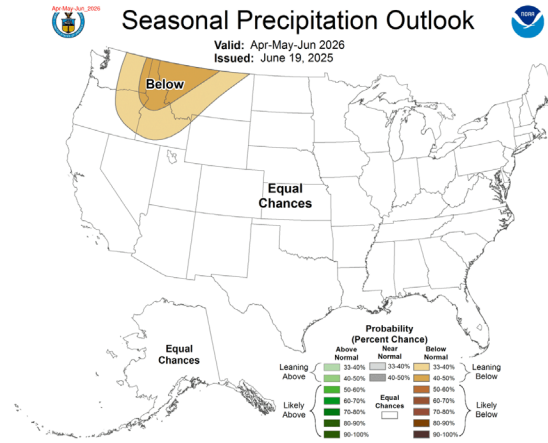 Apr-May-Jun_2026
Seasonal Precipitation Outlook
NOAA
Valid: Apr-May-Jun 2026
Issued: June 19, 2025
Below
Equal
Chances
Equal
Chances
Probability
(Percent Chance)
Above
Normal
Near
Normal
Below
Normal
Leaning
Above
33-40%
33-40%
33-40%
Leaning
Below
40-50%
40-50%
40-50%
Likely
Above
50-60%
Equal
Chances
50-60%
Likely
Below
60-70%
60-70%
70-80%
70-80%
80-90%
80-90%
90-100%
90-100%